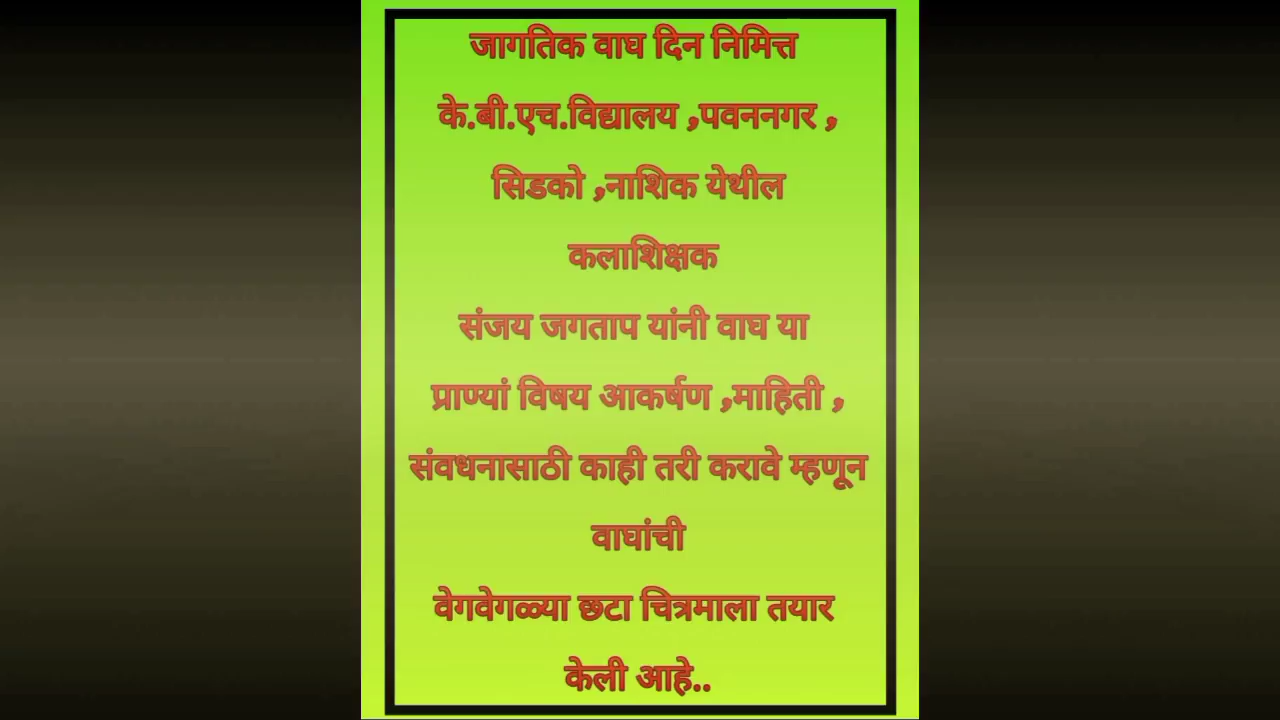 जागतिक वाघ दिन निमित्त
के.बी.एच.विद्यालय ,पवननगर ,
सिडको ,नाशिक येथील
कलाशिक्षक
संजय जगताप यांनी वाघ या
प्राण्यां विषय आकर्षण ,माहिती ,
संवधनासाठी काही तरी करावे म्हणून
वाघांची
वेगवेगळ्या छटा चित्रमाला तयार
केली आहे..